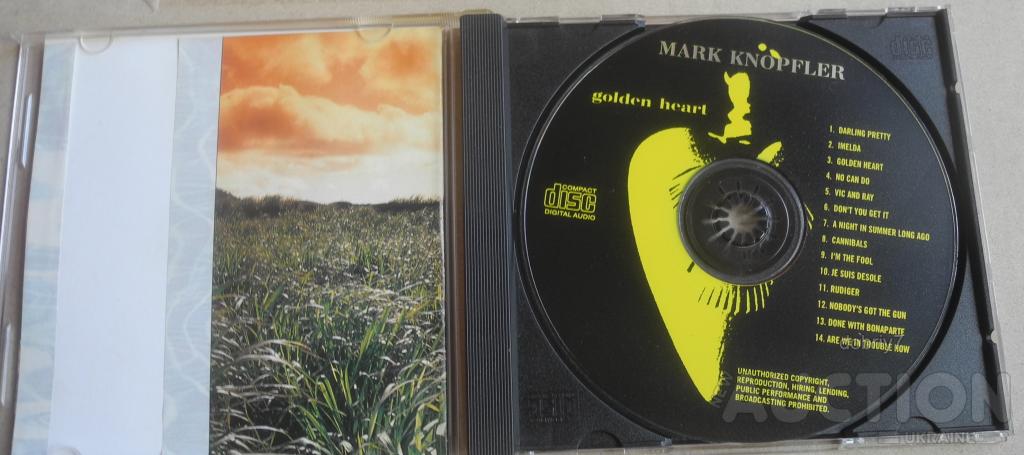 MARK KNOPFLER
golden heart
COMPACT
disc
DIGITAL AUDIO
1. DARLING PRETTY
2. IMELDA
3. GOLDEN HEART
4. NO CAN DO
5. VIC AND RAY
6. DON'T YOU GET IT
7. A NIGHT IN SUMMER LONG AGO
8. CANNIBALS
9. I'M THE FOOL
10. JE SUIS DESOLE
11. RUDIGER
12. NOBODY'S GOT THE GUN
13. DONE WITH BONAPARTE
14. ARE WE IN TROUBLE NOW
UNAUTHORIZED COPYRIGHT,
REPRODUCTION, HIRING, LENDING,
PUBLIC PERFORMANCE AND
BROADCASTING PROHIBITED.
AUCTION
UKRAINE